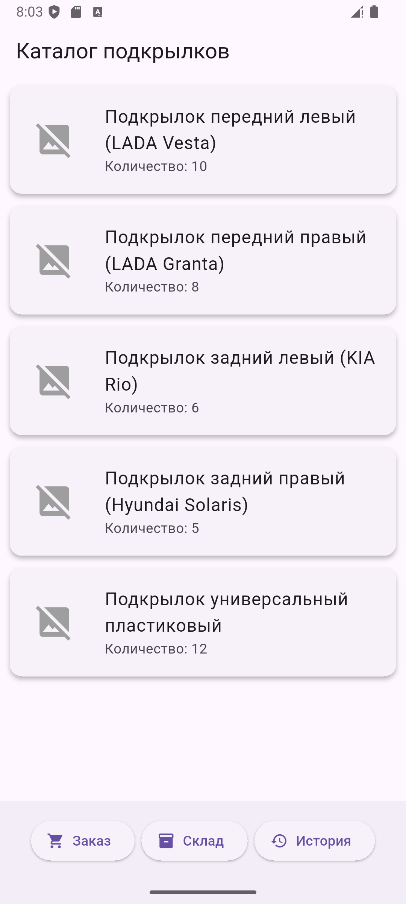 8:03
Каталог подкрылков
Подкрылок передний левый
(LADA Vesta)
Количество: 10
Подкрылок передний правый
(LADA Granta)
Количество: 8
Подкрылок задний левый (KIA
Rio)
Количество: 6
Подкрылок задний правый
(Hyundai Solaris)
Количество: 5
Подкрылок универсальный
пластиковый
Количество: 12
Заказ Склад История